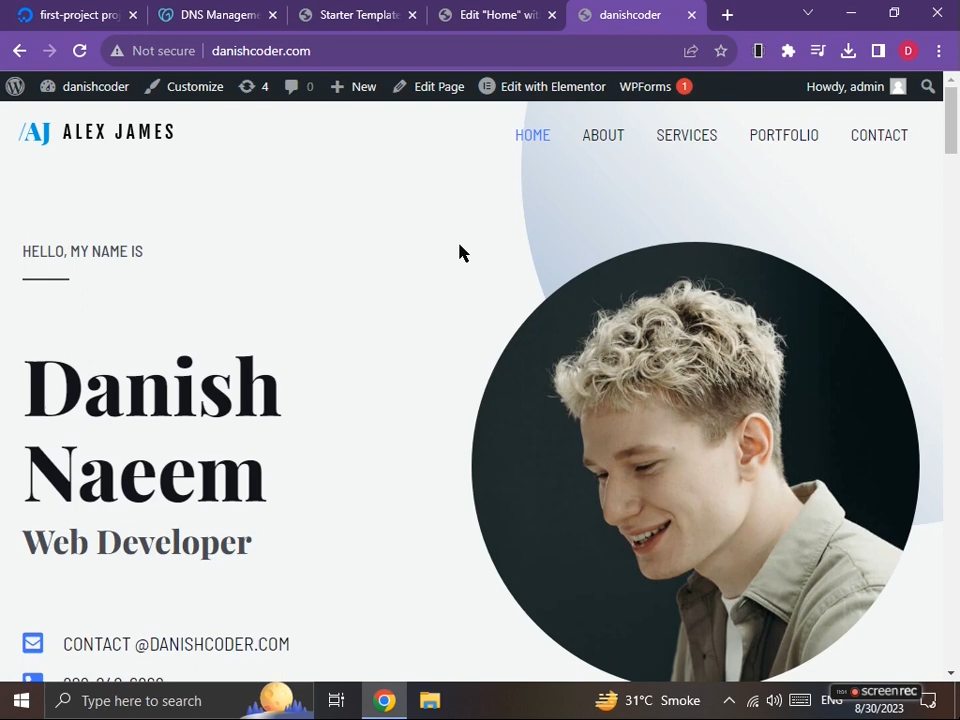 first-project proj
DNS Manageme
Starter Template
Edit "Home" wit
danishcoder
Not secure
danishcoder.com
D
danishcoder
Customize
4
0
New
Edit Page
Edit with Elementor
WPForms 1
Howdy, admin
/AJ ALEX JAMES
HOME
ABOUT
SERVICES
PORTFOLIO
CONTACT
HELLO, MY NAME IS
Danish
Naeem
Web Developer
CONTACT @DANISHCODER.COM
Type here to search
31°C Smoke
ENG
screenrec
8/30/2023